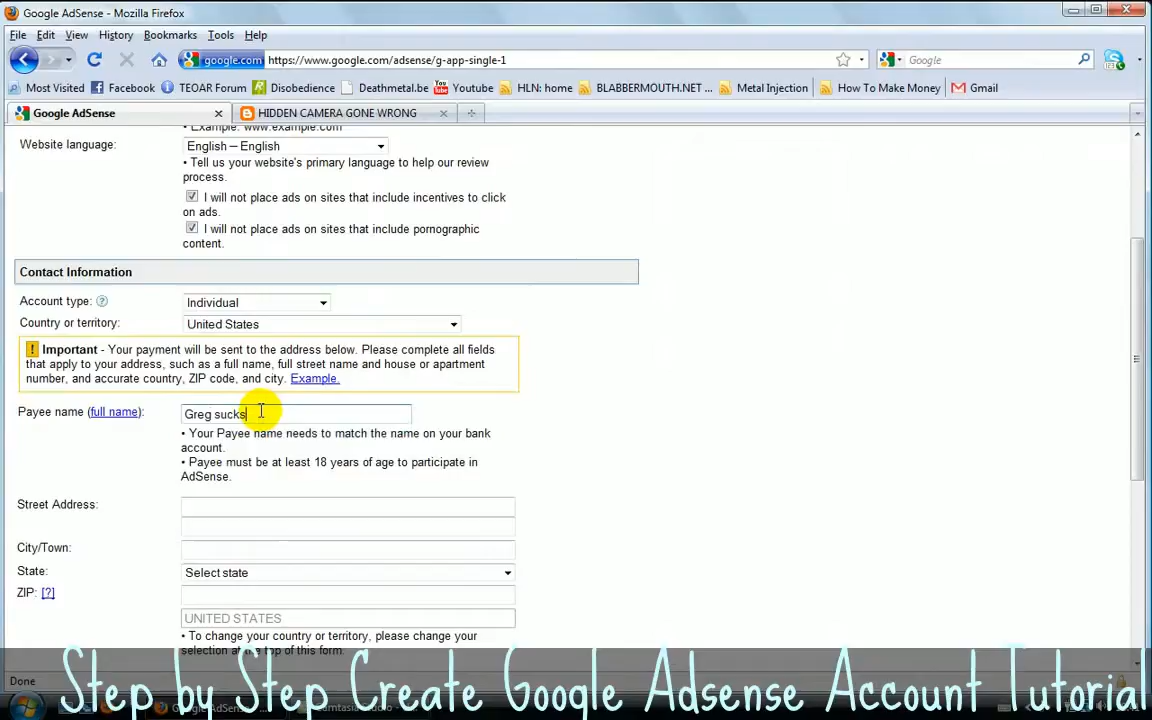 Google AdSense - Mozilla Firefox
File Edit View History Bookmarks Tools Help
google.com https://www.google.com/adsense/g-app-single-1
Google
Most Visited Facebook TEOAR Forum Disobedience Deathmetal.be Youtube HLN: home BLABBERMOUTH.NET ... Metal Injection How To Make Money Gmail
Google AdSense HIDDEN CAMERA GONE WRONG
• Example: www.example.com
Website language: English — English
• Tell us your website's primary language to help our review
process.
I will not place ads on sites that include incentives to click
on ads.
I will not place ads on sites that include pornographic
content.
Contact Information
Account type: Individual
Country or territory: United States
Important - Your payment will be sent to the address below. Please complete all fields
that apply to your address, such as a full name, full street name and house or apartment
number, and accurate country, ZIP code, and city. Example.
Payee name (full name): Greg sucks
• Your Payee name needs to match the name on your bank
account.
• Payee must be at least 18 years of age to participate in
AdSense.
Street Address:
City/Town:
State: Select state
ZIP: [?]
UNITED STATES
• To change your country or territory, please change your
selection at the top of this form.
Done
Step by Step Create Google Adsense Account Tutorial